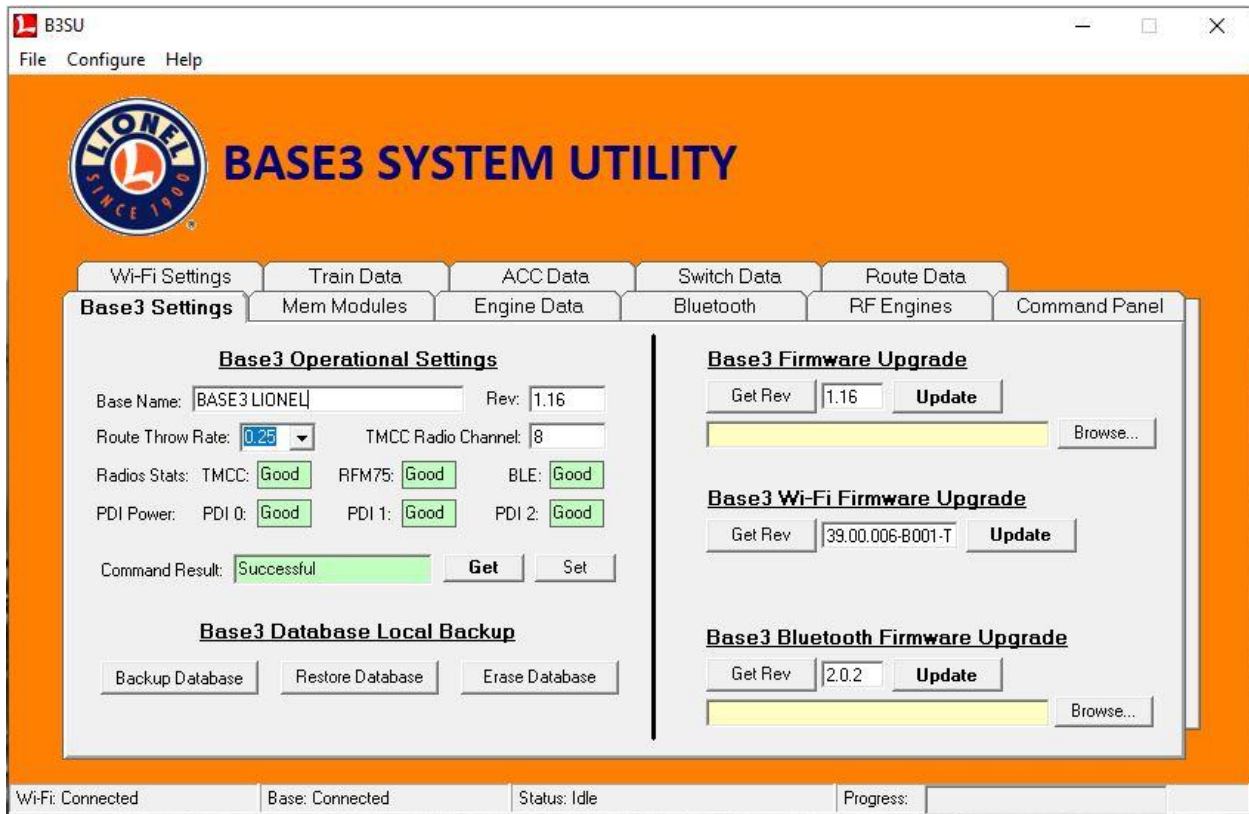 B3SU
File Configure Help
LIONEL
L
SINCE 1900
®
BASE3 SYSTEM UTILITY
Wi-Fi Settings Train Data ACC Data Switch Data Route Data
Base3 Settings Mem Modules Engine Data Bluetooth RF Engines Command Panel
Base3 Operational Settings
Base Name: BASE3 LIONEL Rev: 1.16
Route Throw Rate: 0.25 TMCC Radio Channel: 8
Radios Stats: TMCC: Good RFM75: Good BLE: Good
PDI Power: PDI 0: Good PDI 1: Good PDI 2: Good
Command Result: Successful Get Set
Base3 Database Local Backup
Backup Database Restore Database Erase Database
Base3 Firmware Upgrade
Get Rev 1.16 Update
Browse...
Base3 Wi-Fi Firmware Upgrade
Get Rev 39.00.006-B001-T Update
Base3 Bluetooth Firmware Upgrade
Get Rev 2.0.2 Update
Browse...
Wi-Fi: Connected Base: Connected Status: Idle Progress: